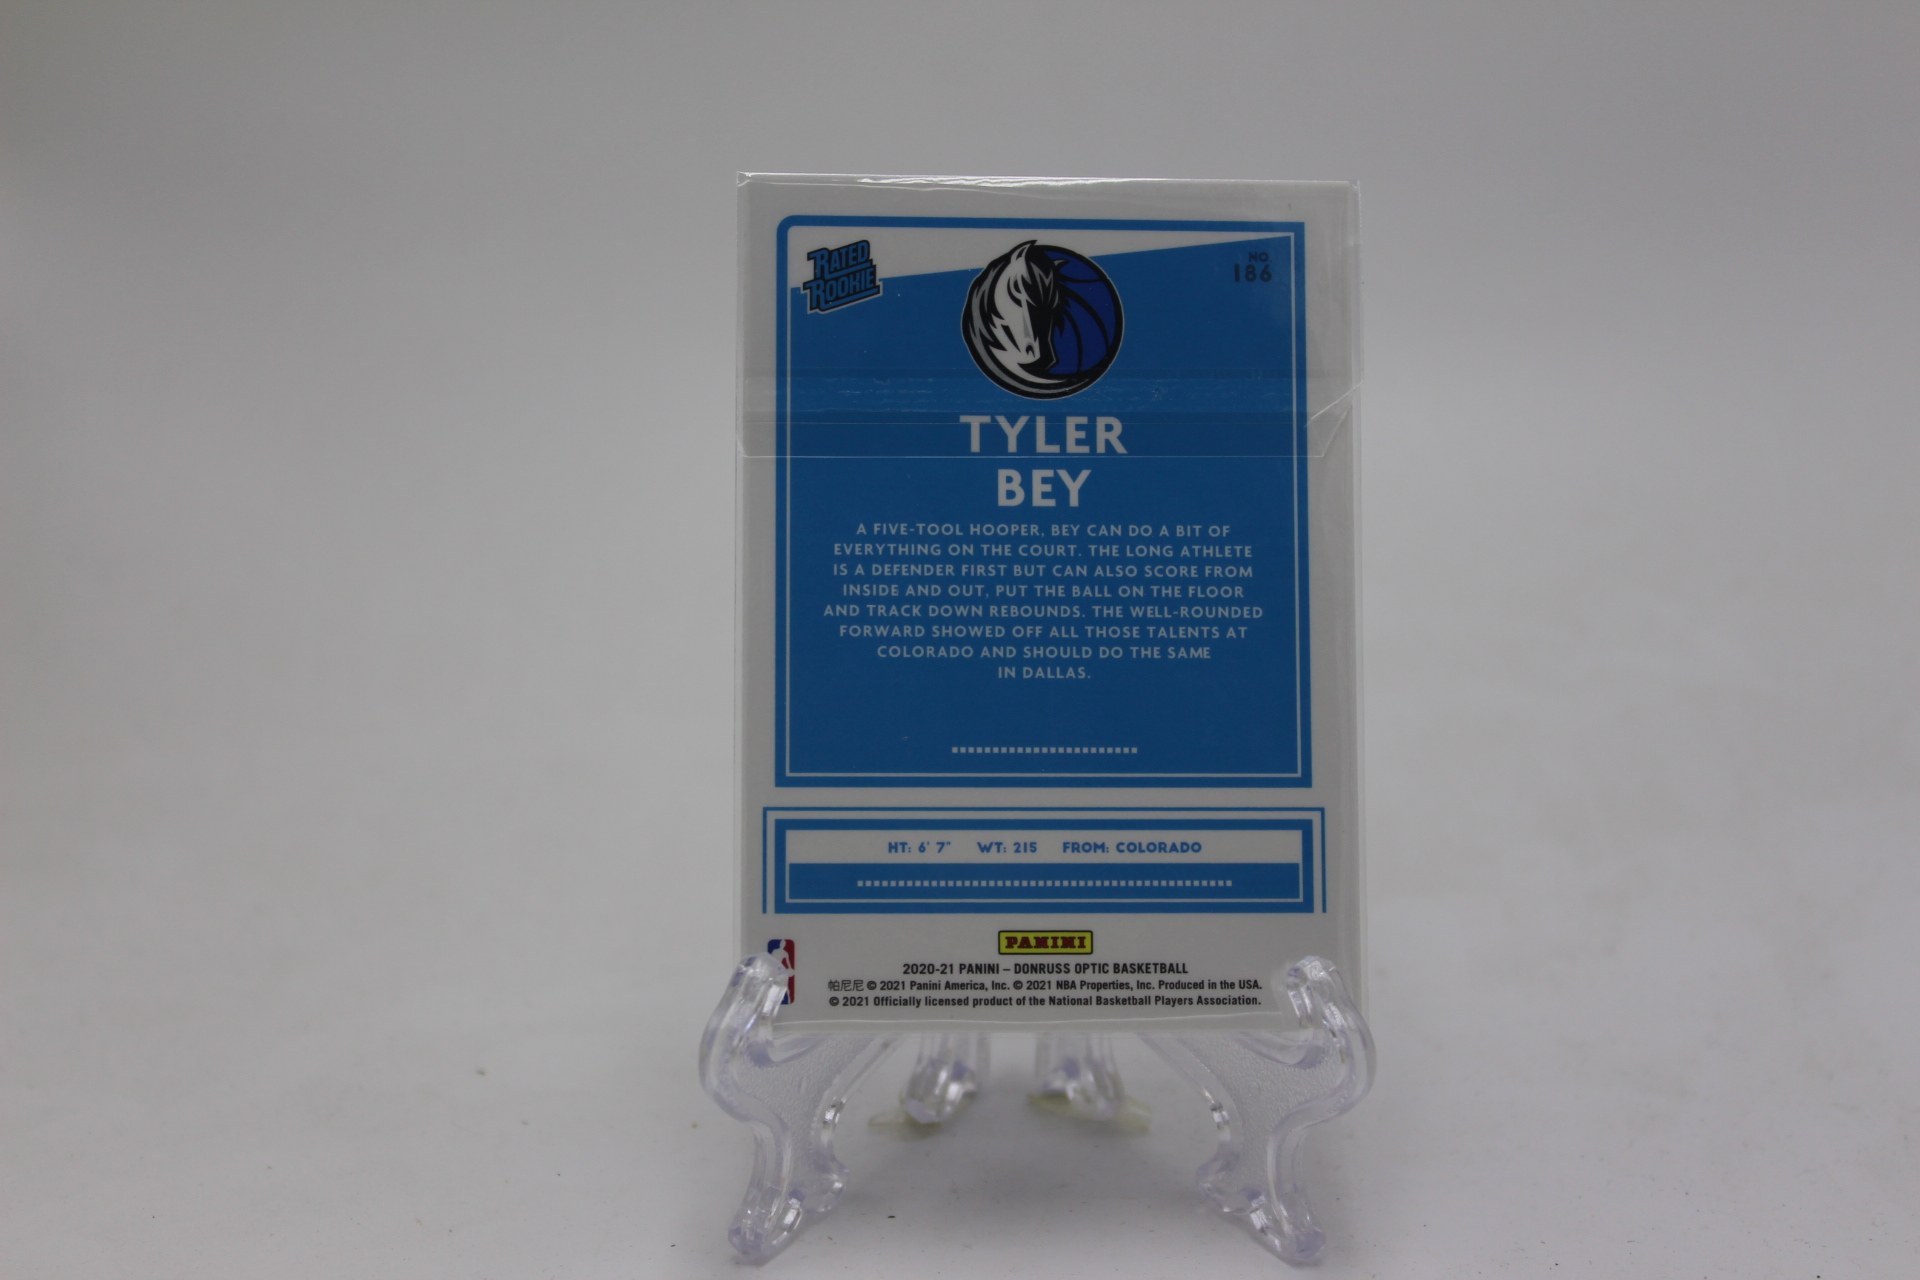 RATED
ROOKIE
NO.
186
TYLER
BEY
A FIVE-TOOL HOOPER, BEY CAN DO A BIT OF
EVERYTHING ON THE COURT. THE LONG ATHLETE
IS A DEFENDER FIRST BUT CAN ALSO SCORE FROM
INSIDE AND OUT, PUT THE BALL ON THE FLOOR
AND TRACK DOWN REBOUNDS. THE WELL-ROUNDED
FORWARD SHOWED OFF ALL THOSE TALENTS AT
COLORADO AND SHOULD DO THE SAME
IN DALLAS.
HT: 6' 7" WT: 215 FROM: COLORADO
PANINI
2020-21 PANINI – DONRUSS OPTIC BASKETBALL
帕尼尼 © 2021 Panini America, Inc. © 2021 NBA Properties, Inc. Produced in the USA.
© 2021 Officially licensed product of the National Basketball Players Association.